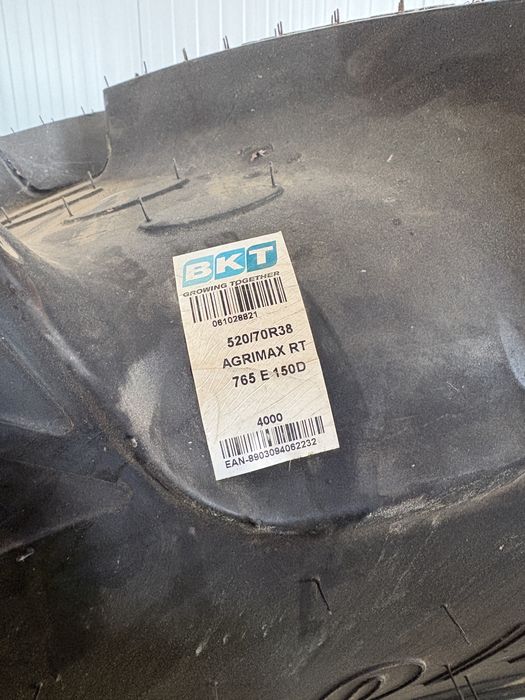 BKT
GROWING TOGETHER
061028821
520/70R38
AGRIMAX RT
765 E 150D
4000
EAN-8903094062232